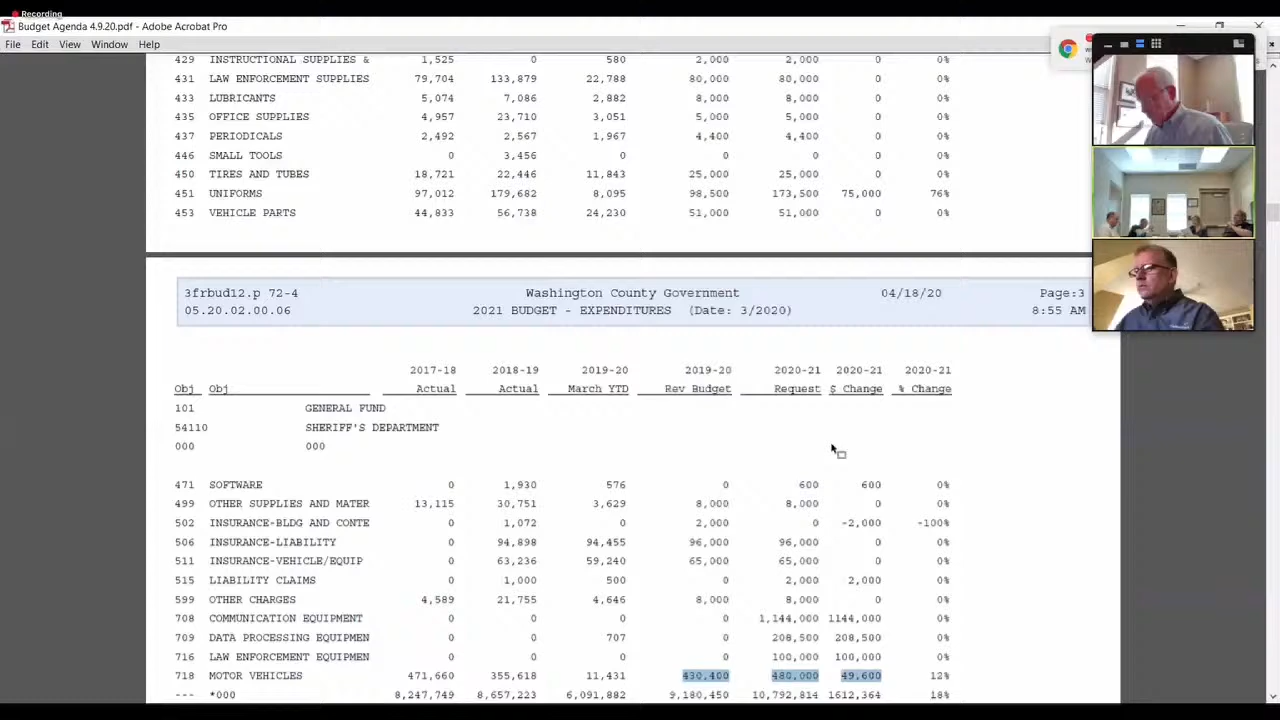 Recording
Budget Agenda 4.9.20.pdf - Adobe Acrobat Pro
File Edit View Window Help
429 INSTRUCTIONAL SUPPLIES & 1,525 0 580 2,000 2,000 0 0%
431 LAW ENFORCEMENT SUPPLIES 79,704 133,879 22,788 80,000 80,000 0 0%
433 LUBRICANTS 5,074 7,086 2,882 8,000 8,000 0 0%
435 OFFICE SUPPLIES 4,957 23,710 3,051 5,000 5,000 0 0%
437 PERIODICALS 2,492 2,567 1,967 4,400 4,400 0 0%
446 SMALL TOOLS 0 3,456 0 0 0 0 0%
450 TIRES AND TUBES 18,721 22,446 11,843 25,000 25,000 0 0%
451 UNIFORMS 97,012 179,682 8,095 98,500 173,500 75,000 76%
453 VEHICLE PARTS 44,833 56,738 24,230 51,000 51,000 0 0%
3frbud12.p 72-4 Washington County Government 04/18/20 Page:3
05.20.02.00.06 2021 BUDGET - EXPENDITURES (Date: 3/2020) 8:55 AM
2017-18 2018-19 2019-20 2019-20 2020-21 2020-21 2020-21
Obj Obj Actual Actual March YTD Rev Budget Request $ Change % Change
101 GENERAL FUND
54110 SHERIFF'S DEPARTMENT
000 000
471 SOFTWARE 0 1,930 576 0 600 600 0%
499 OTHER SUPPLIES AND MATER 13,115 30,751 3,629 8,000 8,000 0 0%
502 INSURANCE-BLDG AND CONTE 0 1,072 0 2,000 0 -2,000 -100%
506 INSURANCE-LIABILITY 0 94,898 94,455 96,000 96,000 0 0%
511 INSURANCE-VEHICLE/EQUIP 0 63,236 59,240 65,000 65,000 0 0%
515 LIABILITY CLAIMS 0 1,000 500 0 2,000 2,000 0%
599 OTHER CHARGES 4,589 21,755 4,646 8,000 8,000 0 0%
708 COMMUNICATION EQUIPMENT 0 0 0 0 1,144,000 1144,000 0%
709 DATA PROCESSING EQUIPMEN 0 0 707 0 208,500 208,500 0%
716 LAW ENFORCEMENT EQUIPMEN 0 0 0 0 100,000 100,000 0%
718 MOTOR VEHICLES 471,660 355,618 11,431 430,400 480,000 49,600 12%
--- *000 8,247,749 8,657,223 6,091,882 9,180,450 10,792,814 1612,364 18%